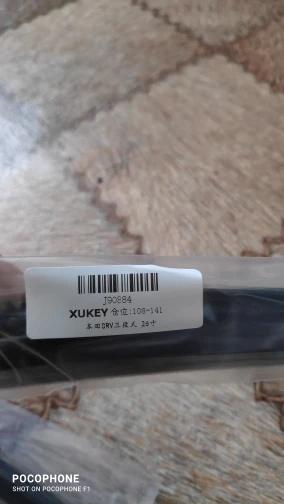 J90884
XUKEY 仓位:108-141
本田CRV三段式 26寸
POCOPHONE
SHOT ON POCOPHONE F1